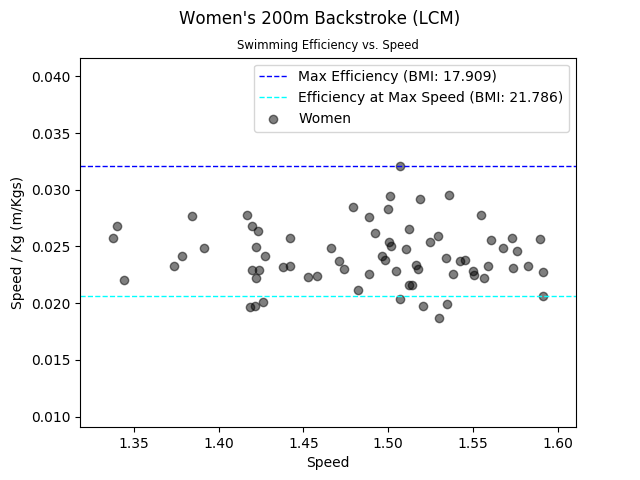 Women's 200m Backstroke (LCM)
Swimming Efficiency vs. Speed
Max Efficiency (BMI: 17.909)
Efficiency at Max Speed (BMI: 21.786)
Women
Speed / Kg (m/Kgs)
0.040
0.035
0.030
0.025
0.020
0.015
0.010
1.35 1.40 1.45 1.50 1.55 1.60
Speed